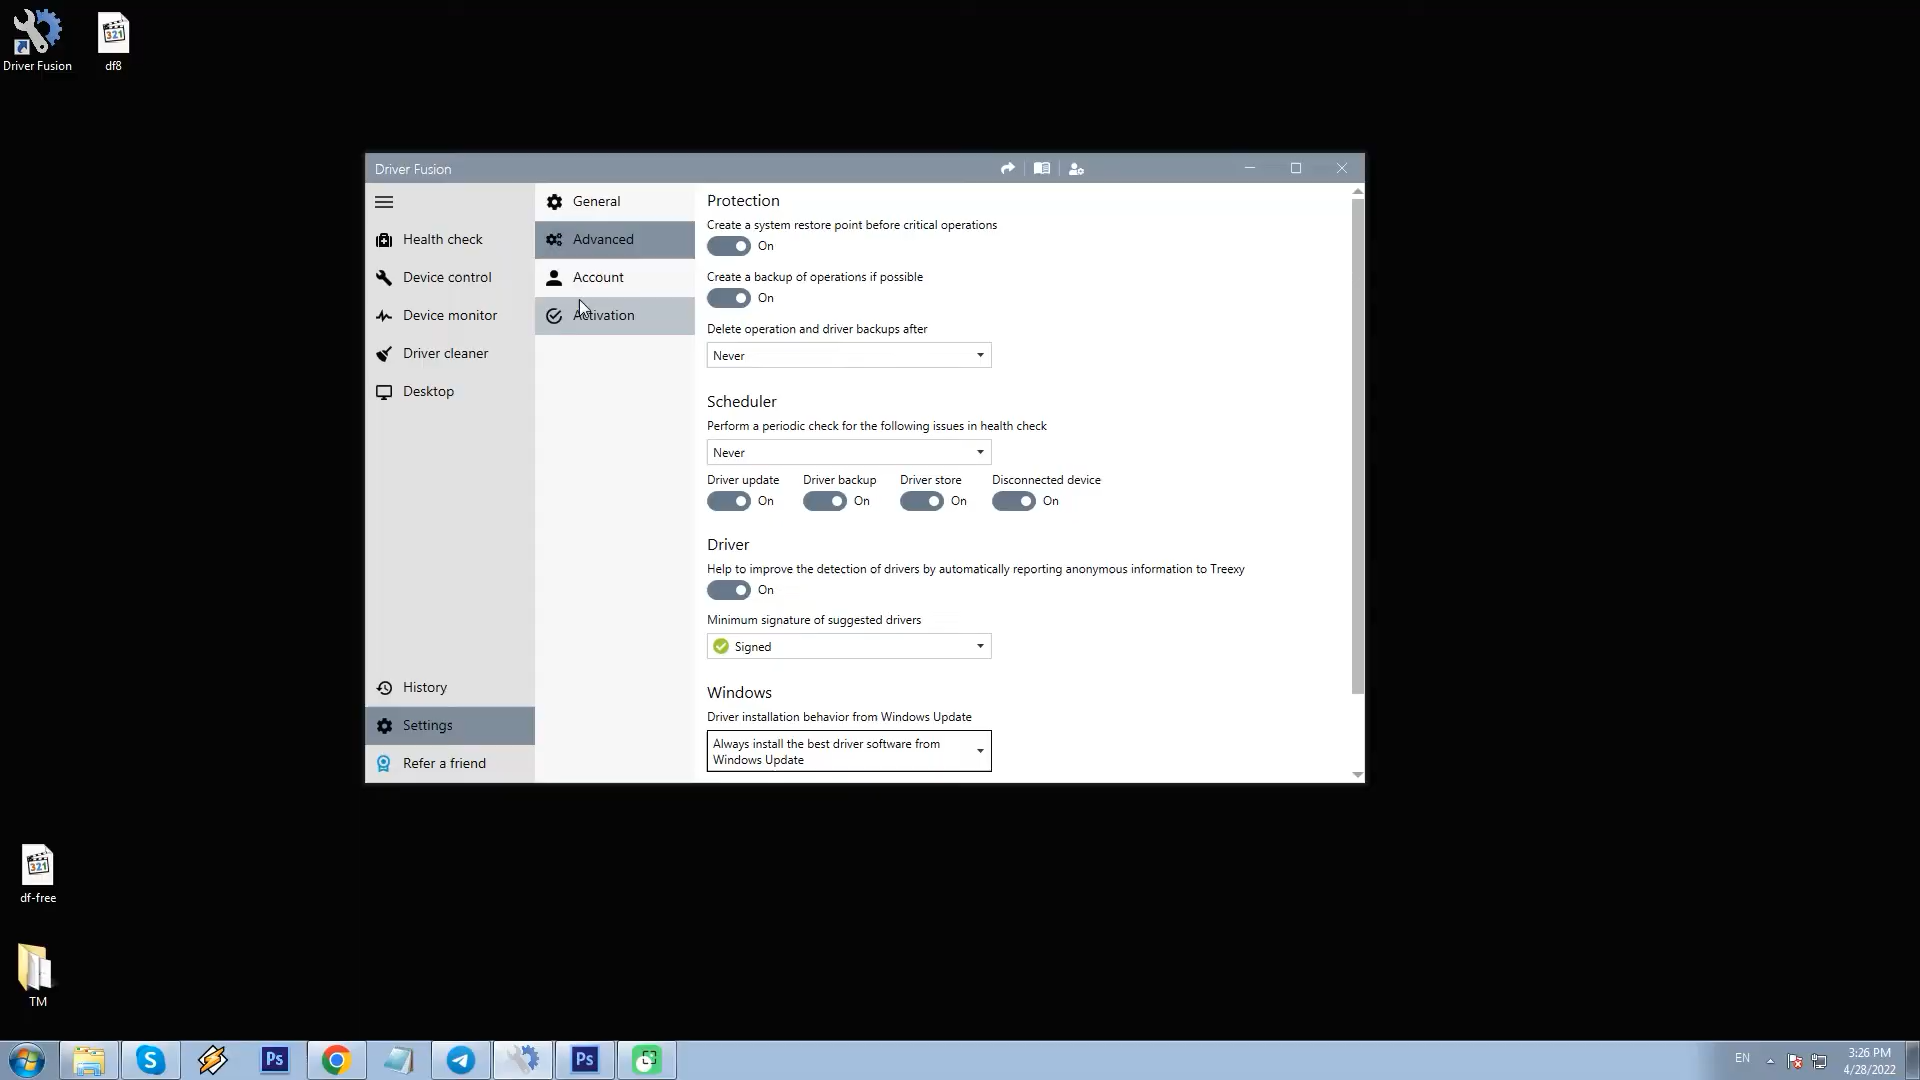 Driver Fusion
df8
Driver Fusion
Health check
Device control
Device monitor
Driver cleaner
Desktop
History
Settings
Refer a friend
General
Advanced
Account
Activation
Protection
Create a system restore point before critical operations
On
Create a backup of operations if possible
On
Delete operation and driver backups after
Never
Scheduler
Perform a periodic check for the following issues in health check
Never
Driver update Driver backup Driver store Disconnected device
On On On On
Driver
Help to improve the detection of drivers by automatically reporting anonymous information to Treexy
On
Minimum signature of suggested drivers
Signed
Windows
Driver installation behavior from Windows Update
Always install the best driver software from
Windows Update
df-free
TM
Ps
Ps
EN
3:26 PM
4/28/2022